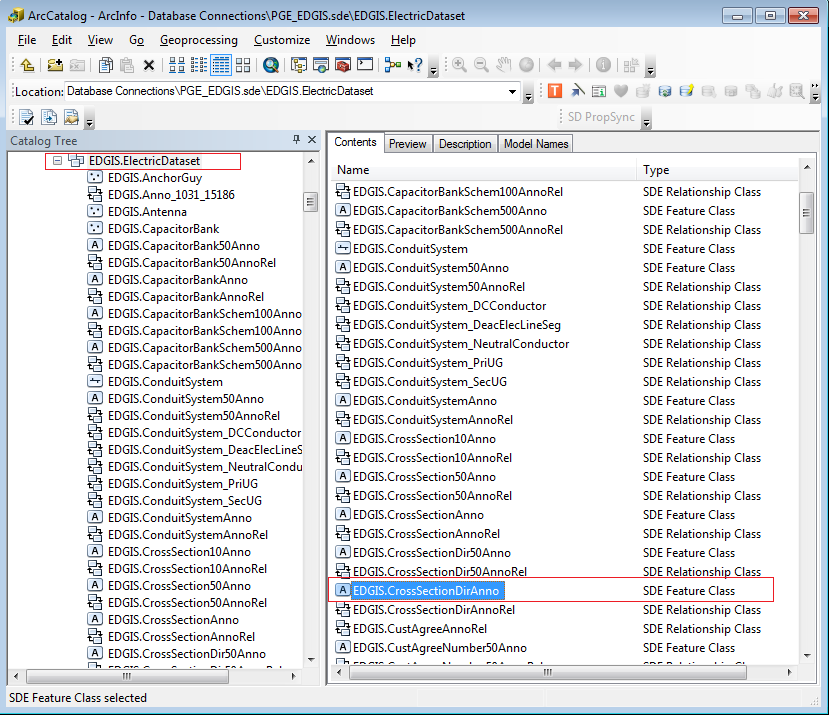 ArcCatalog - ArcInfo - Database Connections\PGE_EDGIS.sde\EDGIS.ElectricDataset
File Edit View Go Geoprocessing Customize Windows Help
Location: Database Connections\PGE_EDGIS.sde\EDGIS.ElectricDataset
SD PropSync
Catalog Tree
EDGIS.ElectricDataset
EDGIS.AnchorGuy
EDGIS.Anno_1031_15186
EDGIS.Antenna
EDGIS.CapacitorBank
EDGIS.CapacitorBank50Anno
EDGIS.CapacitorBank50AnnoRel
EDGIS.CapacitorBankAnno
EDGIS.CapacitorBankAnnoRel
EDGIS.CapacitorBankSchem100Anno
EDGIS.CapacitorBankSchem100Anno
EDGIS.CapacitorBankSchem500Anno
EDGIS.CapacitorBankSchem500Anno
EDGIS.ConduitSystem
EDGIS.ConduitSystem50Anno
EDGIS.ConduitSystem50AnnoRel
EDGIS.ConduitSystem_DCConductor
EDGIS.ConduitSystem_DeacElecLineS
EDGIS.ConduitSystem_NeutralCondu
EDGIS.ConduitSystem_PriUG
EDGIS.ConduitSystem_SecUG
EDGIS.ConduitSystemAnno
EDGIS.ConduitSystemAnnoRel
EDGIS.CrossSection10Anno
EDGIS.CrossSection10AnnoRel
EDGIS.CrossSection50Anno
EDGIS.CrossSection50AnnoRel
EDGIS.CrossSectionAnno
EDGIS.CrossSectionAnnoRel
EDGIS.CrossSectionDir50Anno
Contents Preview Description Model Names
Name Type
EDGIS.CapacitorBankSchem100AnnoRel SDE Relationship Class
EDGIS.CapacitorBankSchem500Anno SDE Feature Class
EDGIS.CapacitorBankSchem500AnnoRel SDE Relationship Class
EDGIS.ConduitSystem SDE Feature Class
EDGIS.ConduitSystem50Anno SDE Feature Class
EDGIS.ConduitSystem50AnnoRel SDE Relationship Class
EDGIS.ConduitSystem_DCConductor SDE Relationship Class
EDGIS.ConduitSystem_DeacElecLineSeg SDE Relationship Class
EDGIS.ConduitSystem_NeutralConductor SDE Relationship Class
EDGIS.ConduitSystem_PriUG SDE Relationship Class
EDGIS.ConduitSystem_SecUG SDE Relationship Class
EDGIS.ConduitSystemAnno SDE Feature Class
EDGIS.ConduitSystemAnnoRel SDE Relationship Class
EDGIS.CrossSection10Anno SDE Feature Class
EDGIS.CrossSection10AnnoRel SDE Relationship Class
EDGIS.CrossSection50Anno SDE Feature Class
EDGIS.CrossSection50AnnoRel SDE Relationship Class
EDGIS.CrossSectionAnno SDE Feature Class
EDGIS.CrossSectionAnnoRel SDE Relationship Class
EDGIS.CrossSectionDir50Anno SDE Feature Class
EDGIS.CrossSectionDir50AnnoRel SDE Relationship Class
EDGIS.CrossSectionDirAnno SDE Feature Class
EDGIS.CrossSectionDirAnnoRel SDE Relationship Class
EDGIS.CustAgreeAnnoRel SDE Relationship Class
EDGIS.CustAgreeNumber50Anno SDE Feature Class
SDE Feature Class selected